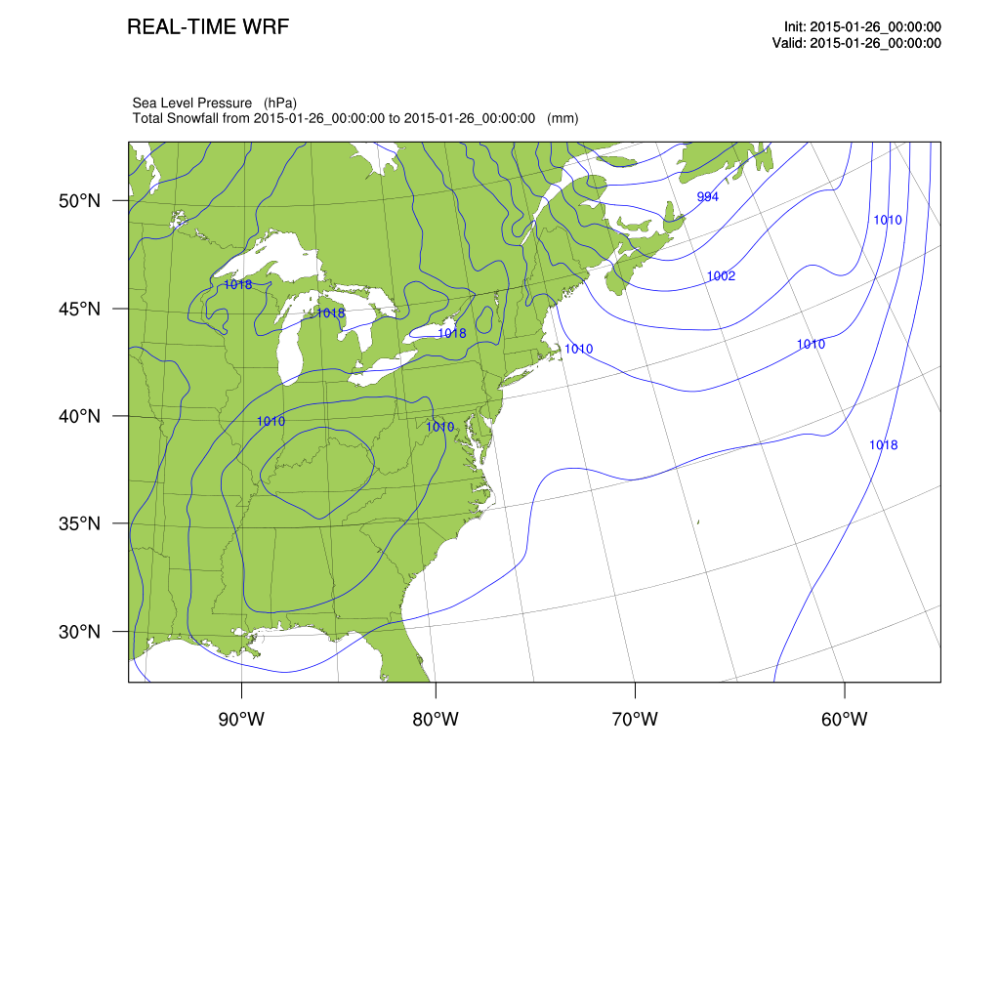 REAL-TIME WRF
Init: 2015-01-26_00:00:00
Valid: 2015-01-26_00:00:00
Sea Level Pressure (hPa)
Total Snowfall from 2015-01-26_00:00:00 to 2015-01-26_00:00:00 (mm)
50°N
994
1010
1002
1018
45°N
1018
1018
1010
1010
40°N
1010
1010
1018
35°N
30°N
90°W
80°W
70°W
60°W